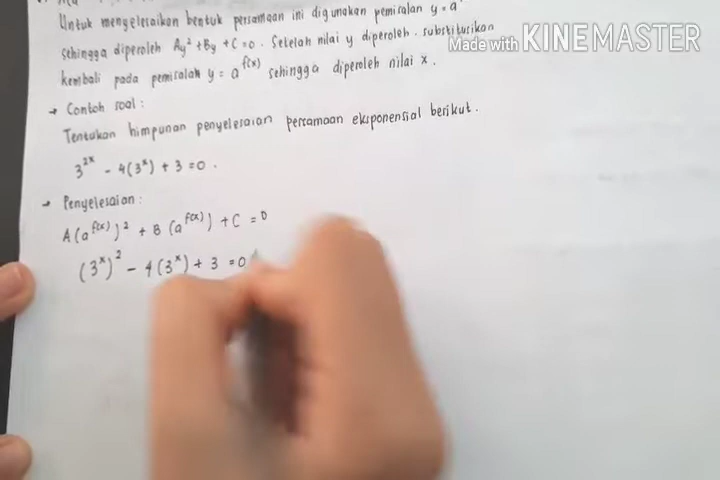 Untuk menyelesaikan bentuk persamaan ini digunakan pemisalan y = a
sehingga diperoleh Ay² + By + C = 0. Setelah nilai y diperoleh. substitusikan
Made with KINEMASTER
kembali pada pemisalan y = a^f(x) sehingga diperoleh nilai x.
→ Contoh soal :
Tentukan himpunan penyelesaian persamaan eksponensial berikut.
3^2x - 4(3^x) + 3 = 0.
→ Penyelesaian :
A(a^f(x))² + B(a^f(x)) + C = 0
(3^x)² - 4(3^x) + 3 = 0